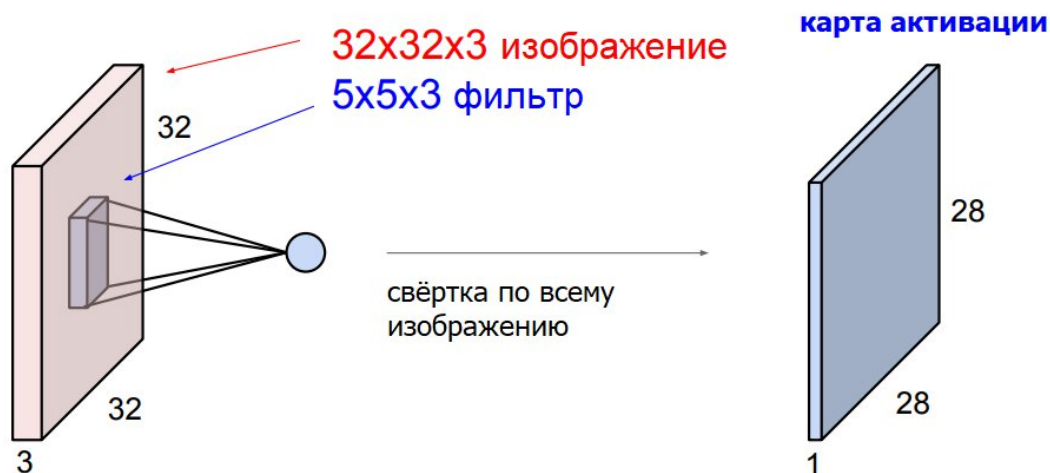 32x32x3 изображение
5x5x3 фильтр
карта активации
32
32
3
свёртка по всему
изображению
28
28
1